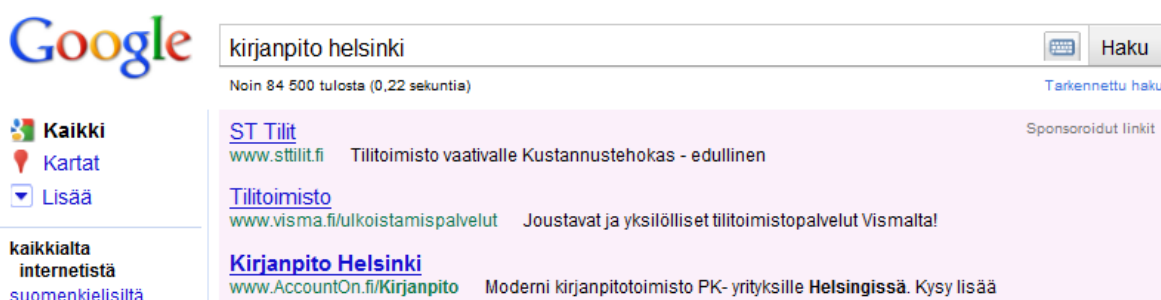 Google
kirjanpito helsinki
Haku
Noin 84 500 tulosta (0,22 sekuntia)
Tarkennettu haku
Kaikki
Kartat
Lisää
kaikkialta
internetistä
suomenkielisiltä
ST Tilit
Sponsoroidut linkit
www.sttilit.fi Tilitoimisto vaativalle Kustannustehokas - edullinen
Tilitoimisto
www.visma.fi/ulkoistamispalvelut Joustavat ja yksilölliset tilitoimistopalvelut Vismalta!
Kirjanpito Helsinki
www.AccountOn.fi/Kirjanpito Moderni kirjanpitotoimisto PK- yrityksille Helsingissä. Kysy lisää